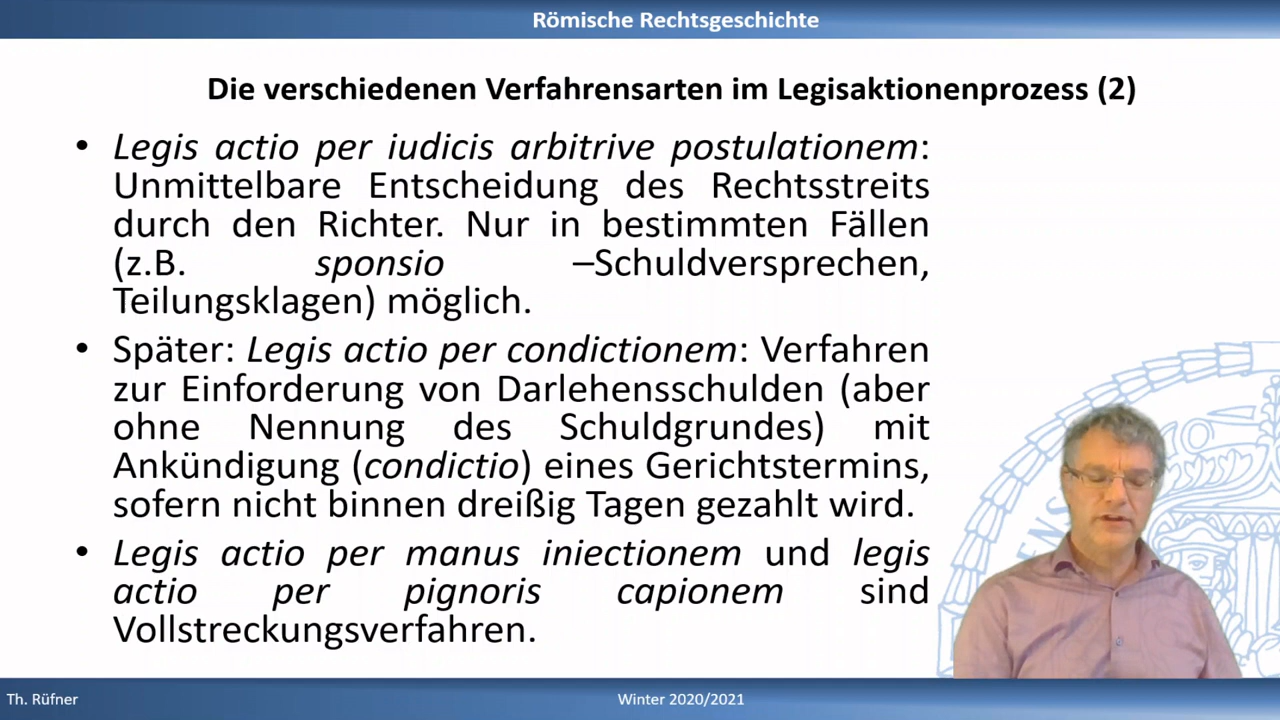 Römische Rechtsgeschichte
Die verschiedenen Verfahrensarten im Legisaktionenprozess (2)
• Legis actio per iudicis arbitrive postulationem:
Unmittelbare Entscheidung des Rechtsstreits
durch den Richter. Nur in bestimmten Fällen
(z.B. sponsio –Schuldversprechen,
Teilungsklagen) möglich.
• Später: Legis actio per condictionem: Verfahren
zur Einforderung von Darlehensschulden (aber
ohne Nennung des Schuldgrundes) mit
Ankündigung (condictio) eines Gerichtstermins,
sofern nicht binnen dreißig Tagen gezahlt wird.
• Legis actio per manus iniectionem und legis
actio per pignoris capionem sind
Vollstreckungsverfahren.
Th. Rüfner
Winter 2020/2021